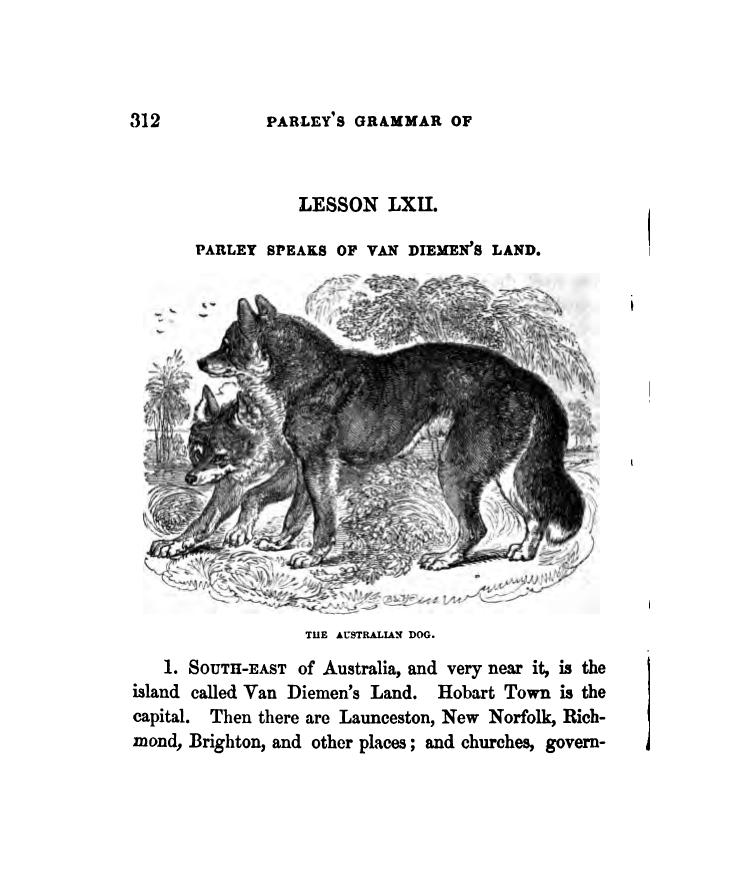 312 PARLEY'S GRAMMAR OF
LESSON LXII.
PARLEY SPEAKS OF VAN DIEMEN'S LAND.
THE AUSTRALIAN DOG.
1. SOUTH-EAST of Australia, and very near it, is the
island called Van Diemen's Land. Hobart Town is the
capital. Then there are Launceston, New Norfolk, Rich-
mond, Brighton, and other places; and churches, govern-